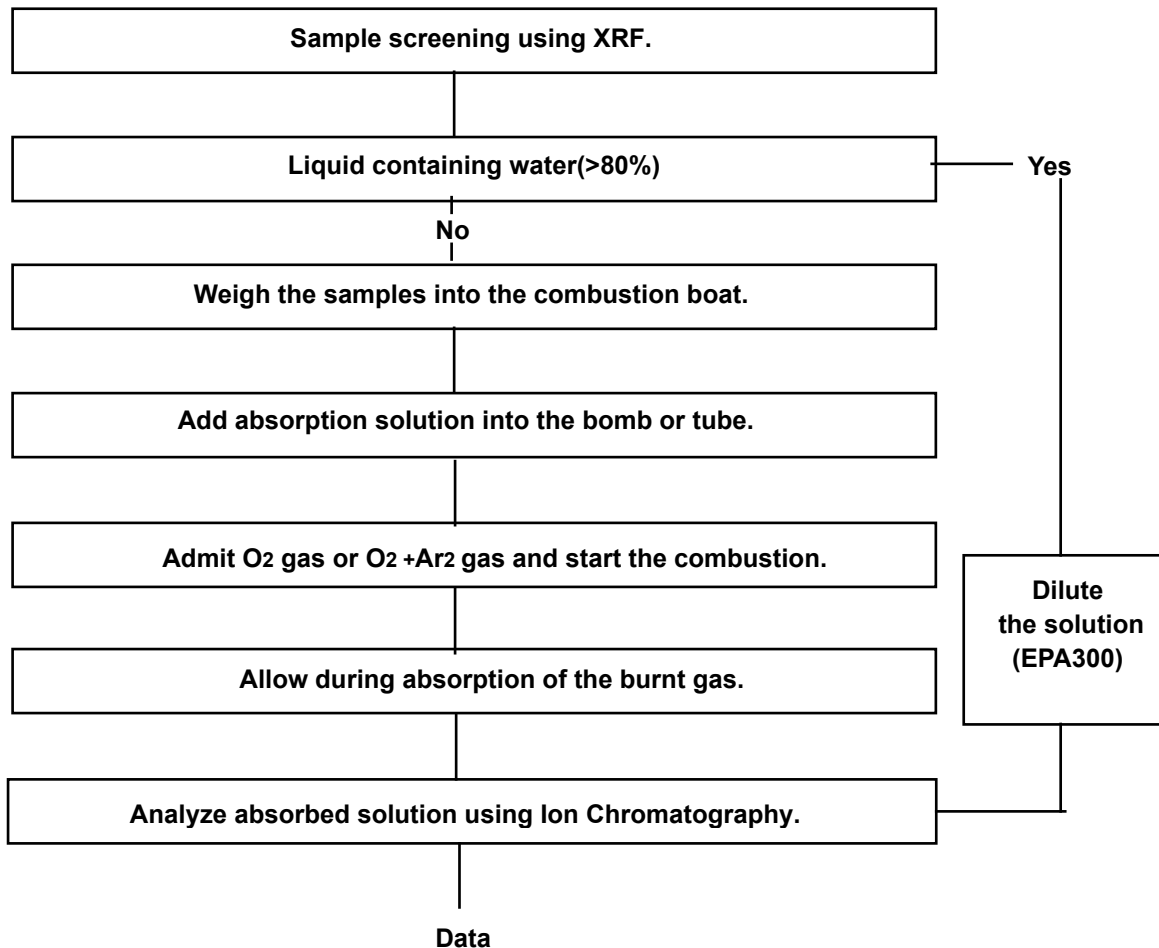 Sample screening using XRF.
Liquid containing water(>80%)
Yes
No
Weigh the samples into the combustion boat.
Add absorption solution into the bomb or tube.
Admit O2 gas or O2 +Ar2 gas and start the combustion.
Dilute
the solution
(EPA300)
Allow during absorption of the burnt gas.
Analyze absorbed solution using Ion Chromatography.
Data